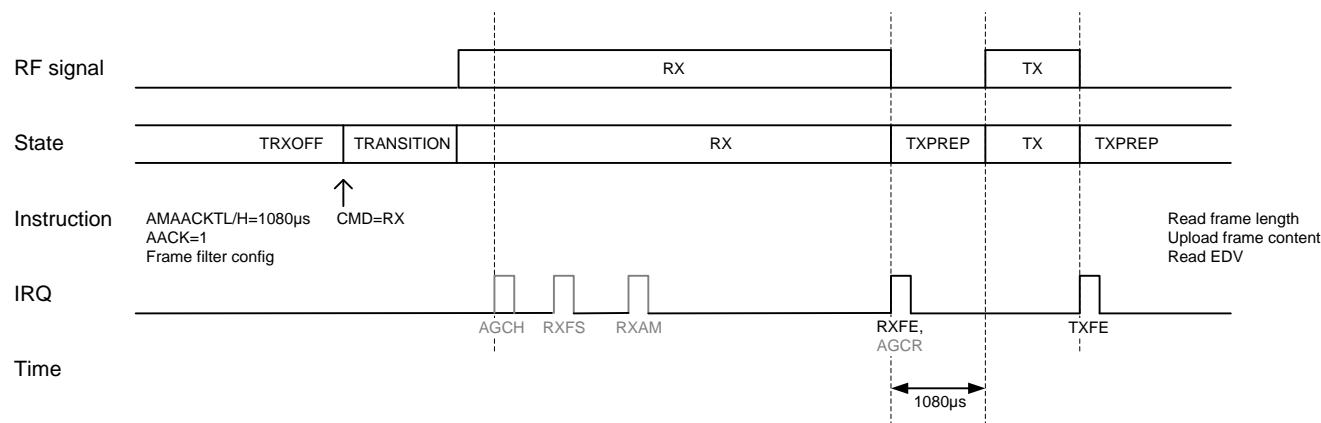 RF signal
RX
TX
State
TRXOFF
TRANSITION
RX
TXPREP
TX
TXPREP
Instruction
AMAACKTL/H=1080µs
AACK=1
Frame filter config
CMD=RX
Read frame length
Upload frame content
Read EDV
IRQ
AGCH
RXFS
RXAM
RXFE,
AGCR
TXFE
Time
1080µs